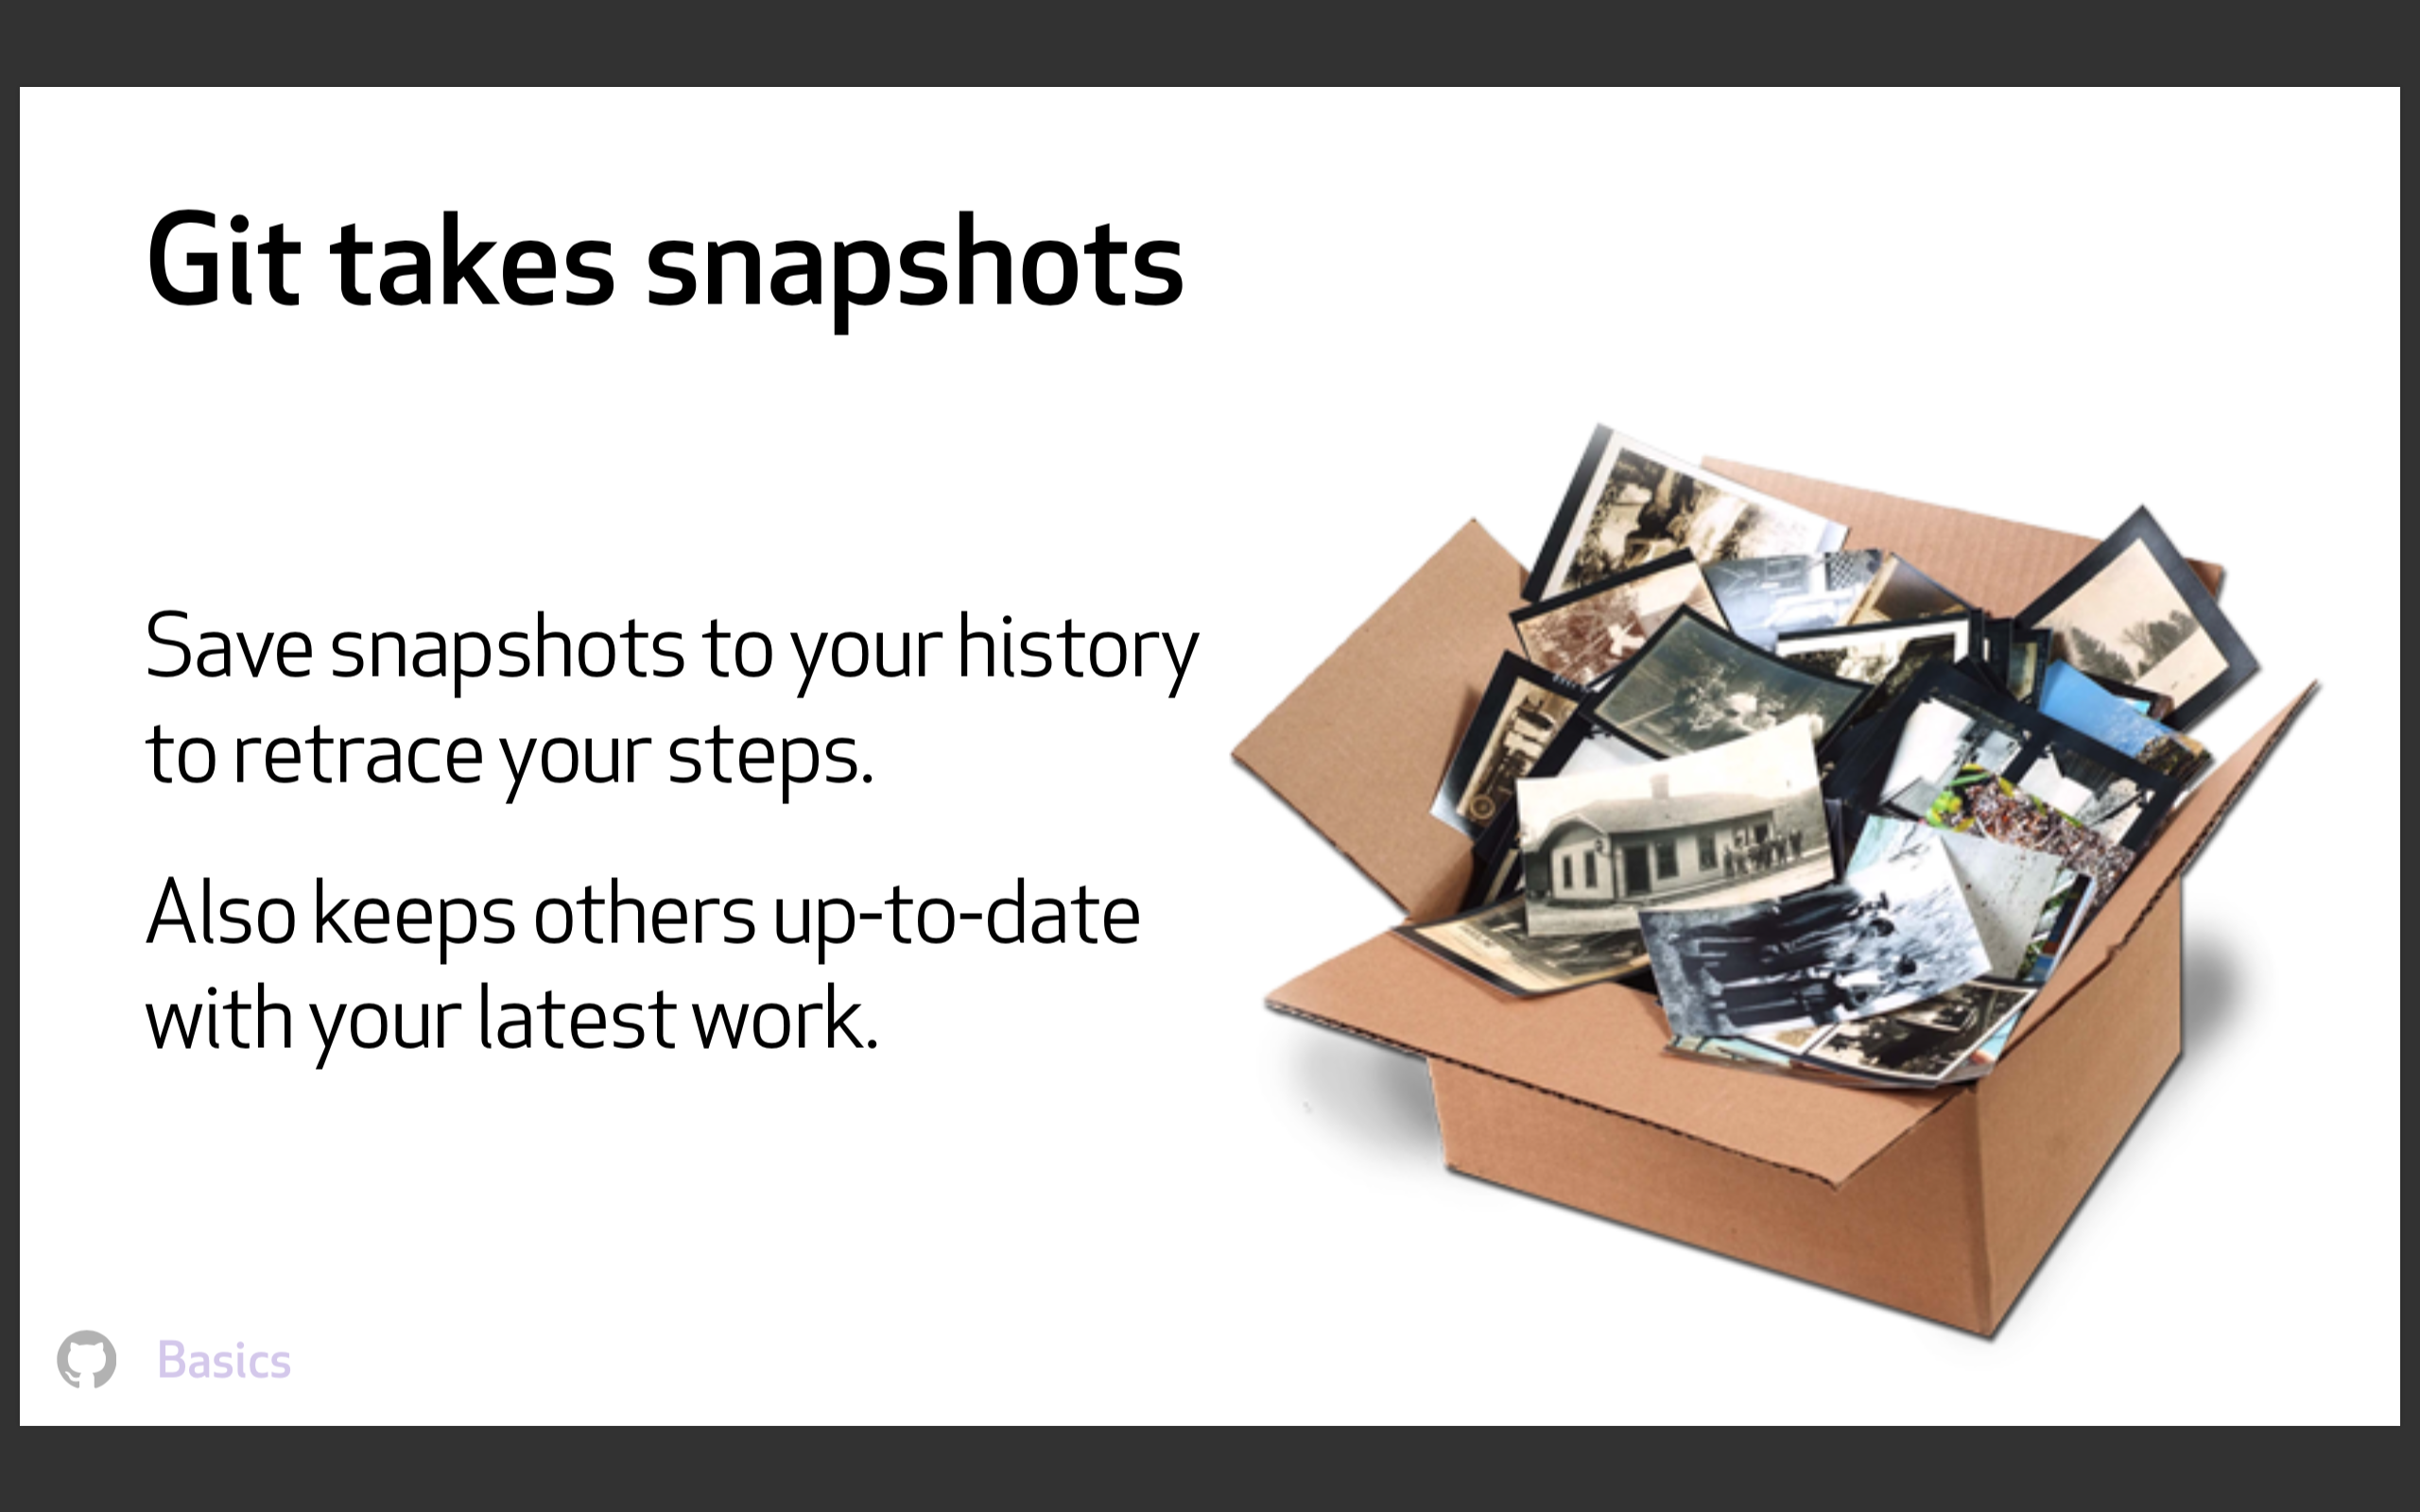 Git takes snapshots
Save snapshots to your history
to retrace your steps.
Also keeps others up-to-date
with your latest work.
Basics